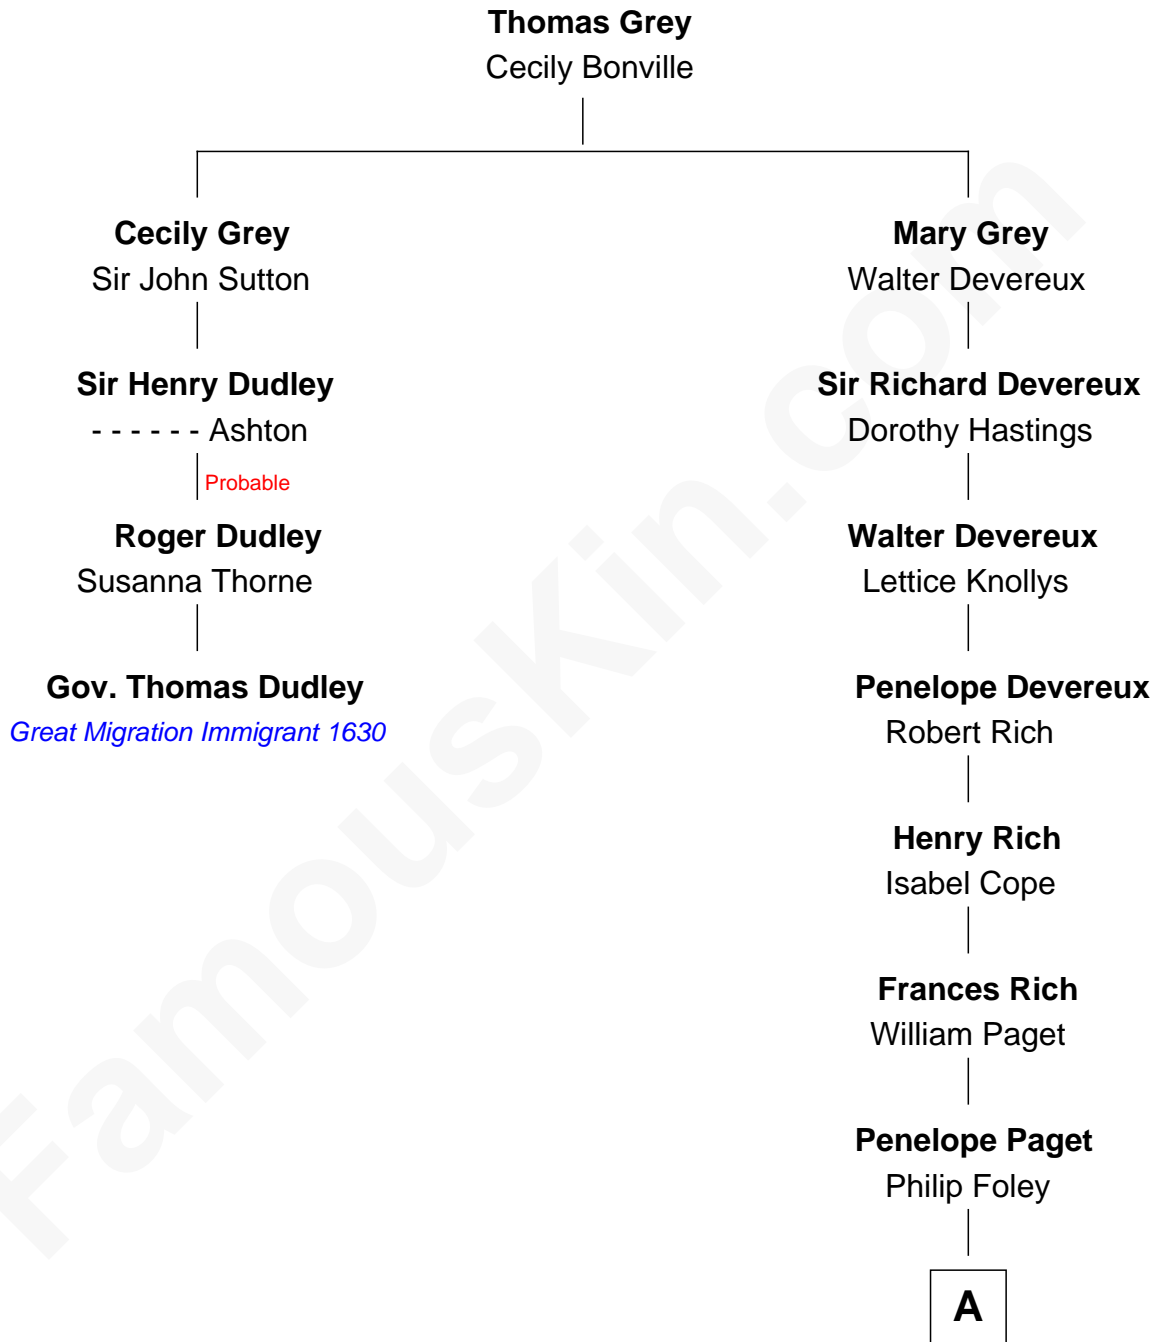 Thomas Grey
Cecily Bonville
Cecily Grey
Sir John Sutton
Sir Henry Dudley
- - - - - - Ashton
Probable
Roger Dudley
Susanna Thorne
Gov. Thomas Dudley
Great Migration Immigrant 1630
Mary Grey
Walter Devereux
Sir Richard Devereux
Dorothy Hastings
Walter Devereux
Lettice Knollys
Penelope Devereux
Robert Rich
Henry Rich
Isabel Cope
Frances Rich
William Paget
Penelope Paget
Philip Foley
A
FamousKin.com